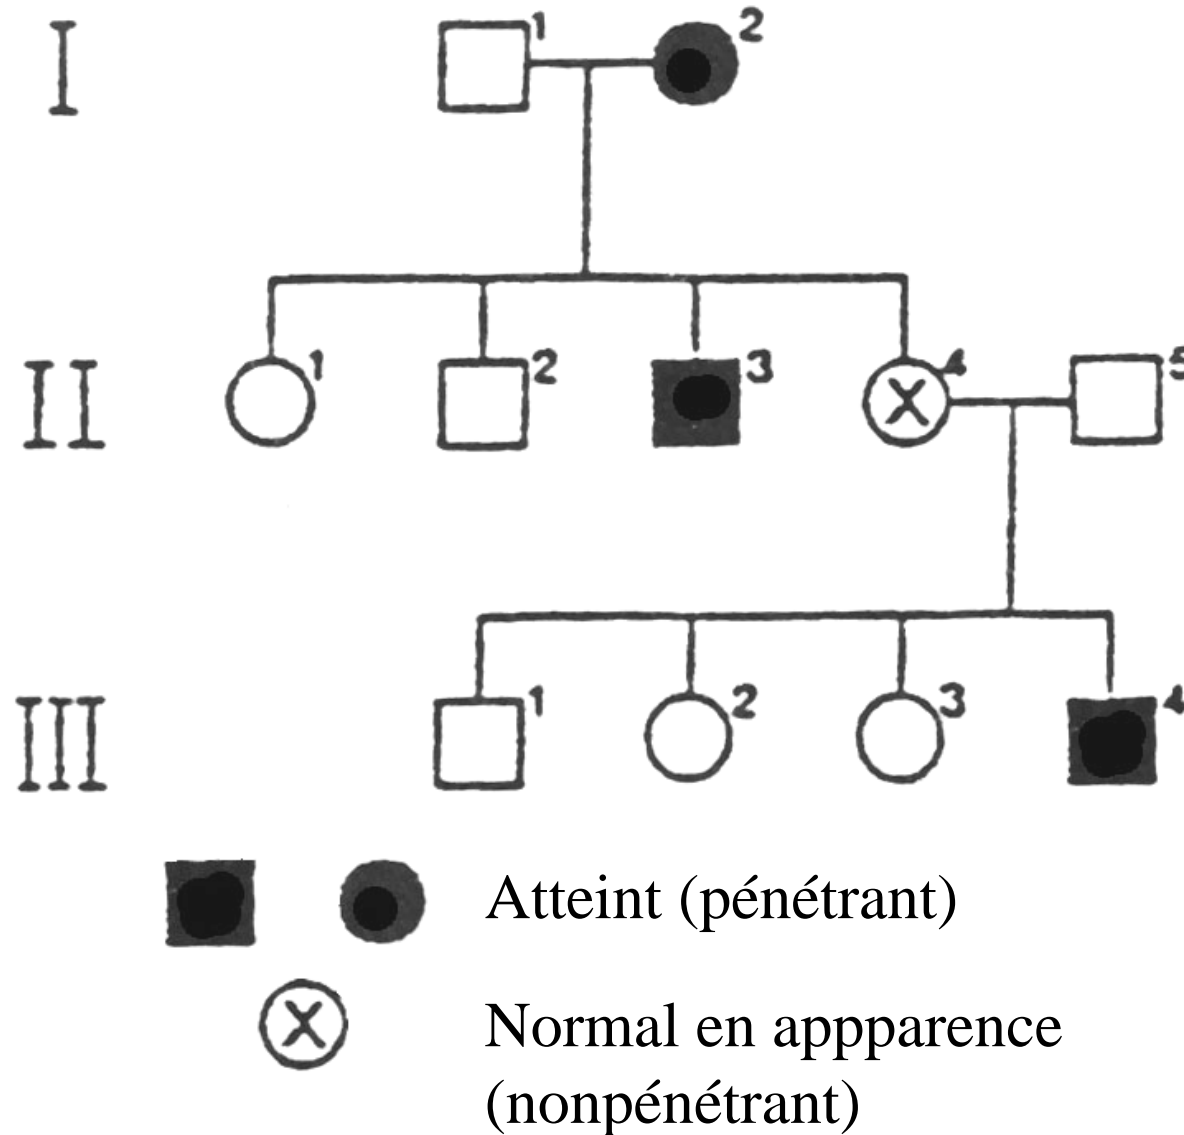 I 1 2
II 1 2 3 4 5
III 1 2 3 4
Atteint (pénétrant)
Normal en appparence
(nonpénétrant)